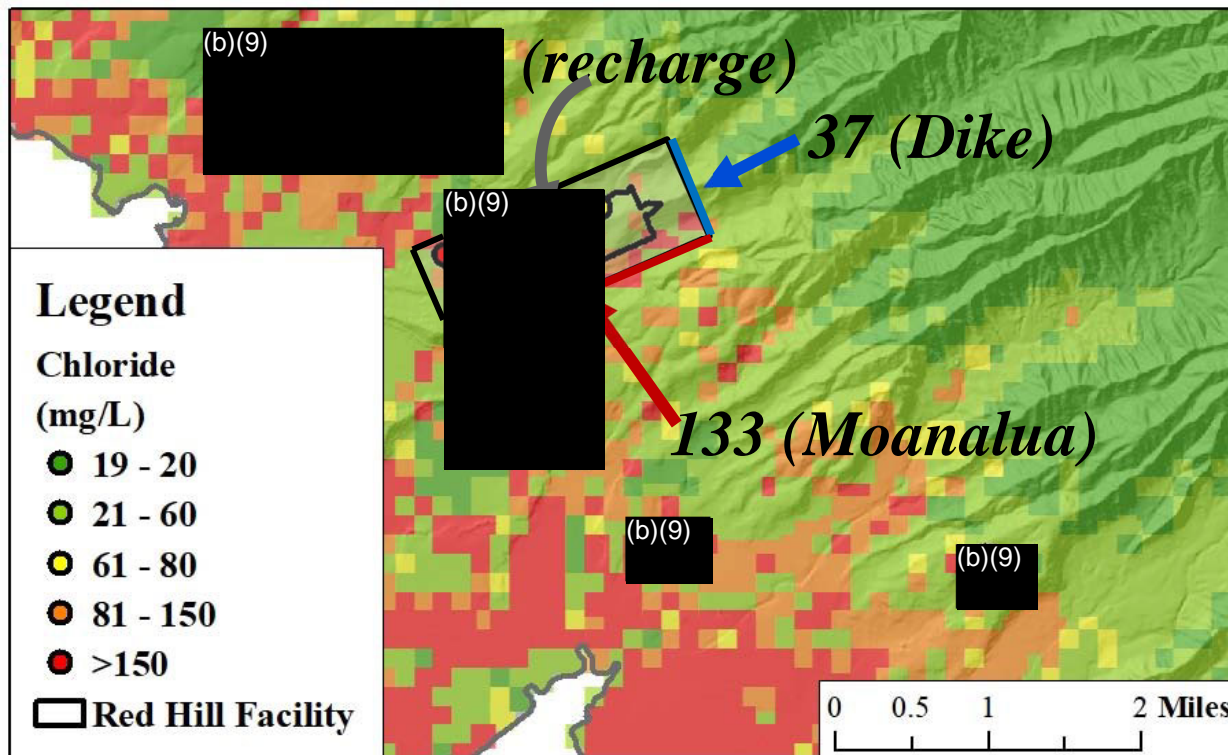 (b)(9)
(recharge)
37 (Dike)
(b)(9)
133 (Moanalua)
(b)(9)
(b)(9)
Legend
Chloride
(mg/L)
19 - 20
21 - 60
61 - 80
81 - 150
>150
Red Hill Facility
0 0.5 1 2 Miles